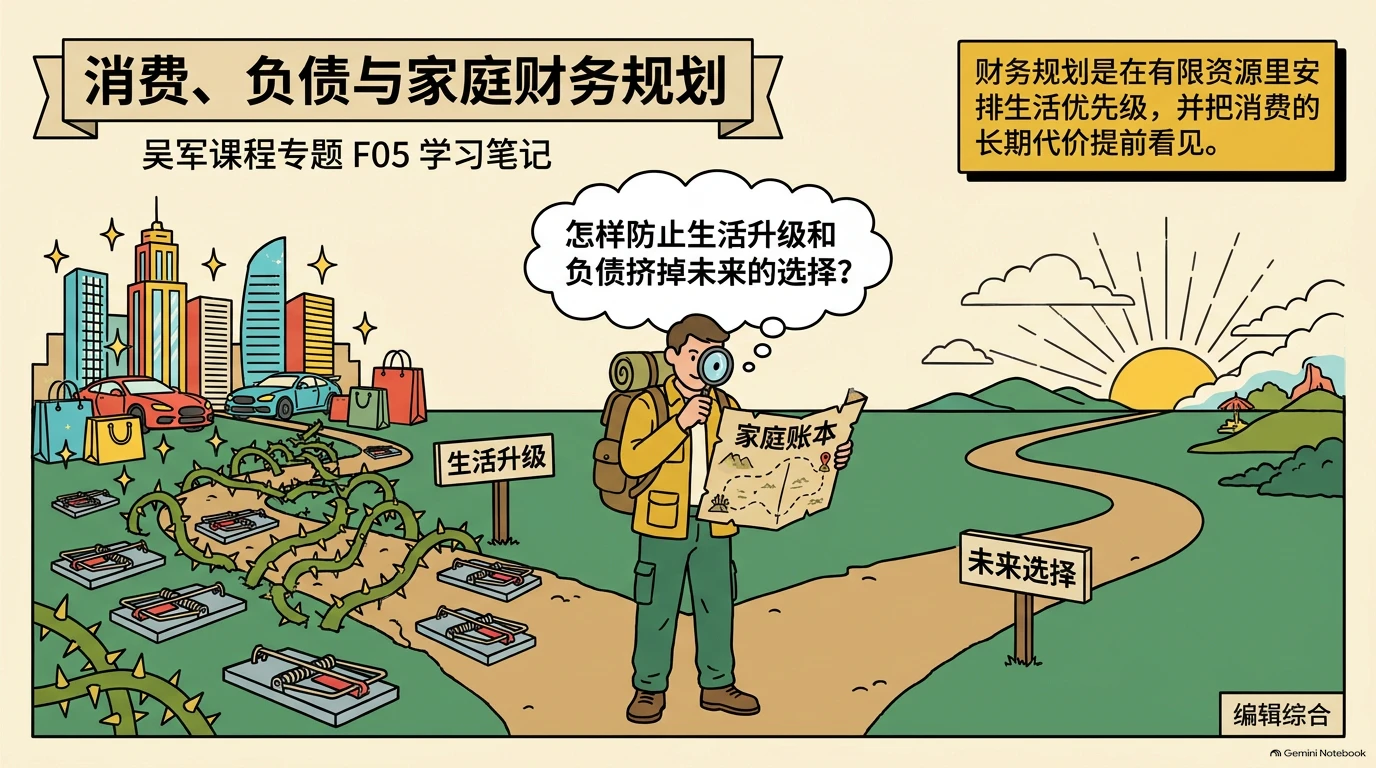 消费、负债与家庭财务规划
吴军课程专题 F05 学习笔记
财务规划是在有限资源里安
排生活优先级，并把消费的
长期代价提前看见。
怎样防止生活升级和
负债挤掉未来的选择？
家庭账本
生活升级
未来选择
编辑综合
Gemini Notebook